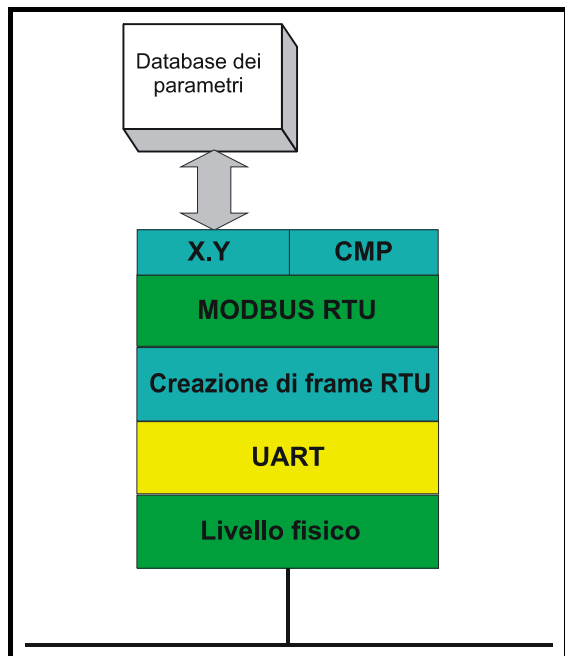 Database dei
parametri
X.Y
CMP
MODBUS RTU
Creazione di frame RTU
UART
Livello fisico